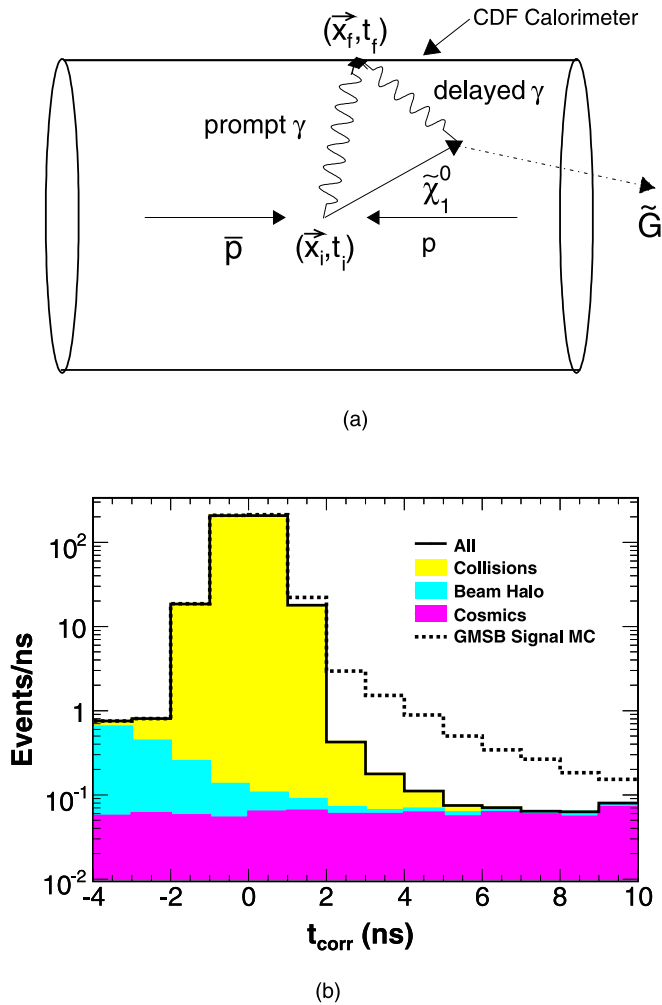 (x⃗f,tf)
CDF Calorimeter
prompt γ
delayed γ
χ̃⁰₁
G̃
p̄
(x⃗i,ti)
p
(a)
Events/ns
10²
10
1
10⁻¹
10⁻²
All
Collisions
Beam Halo
Cosmics
GMSB Signal MC
-4 -2 0 2 4 6 8 10
tcorr (ns)
(b)